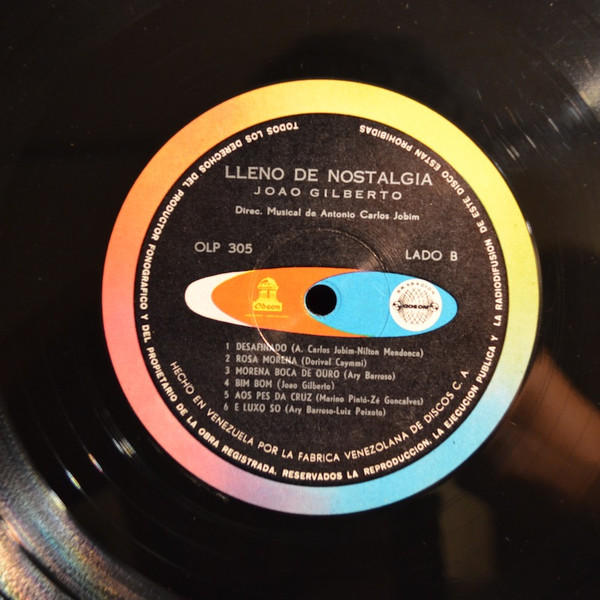 LLENO DE NOSTALGIA
JOAO GILBERTO
Direc. Musical de Antonio Carlos Jobim
OLP 305
LADO B
Odeon
1 DESAFINADO (A. Carlos Jobim-Nilton Mendonca)
2 ROSA MORENA (Dorival Caymmi)
3 MORENA BOCA DE OURO (Ary Barroso)
4 BIM BOM (Joao Gilberto)
5 AOS PES DA CRUZ (Marino Pintó-Zé Goncalves)
6 E LUXO SO (Ary Barroso-Luiz Peixoto)
HECHO EN VENEZUELA POR LA FABRICA VENEZOLANA DE DISCOS C. A.
TODOS LOS DERECHOS DEL PRODUCTOR FONOGRAFICO Y DEL PROPIETARIO DE LA OBRA REGISTRADA. RESERVADOS LA REPRODUCCION, LA EJECUCION PUBLICA Y LA RADIODIFUSION DE ESTE DISCO ESTAN PROHIBIDAS